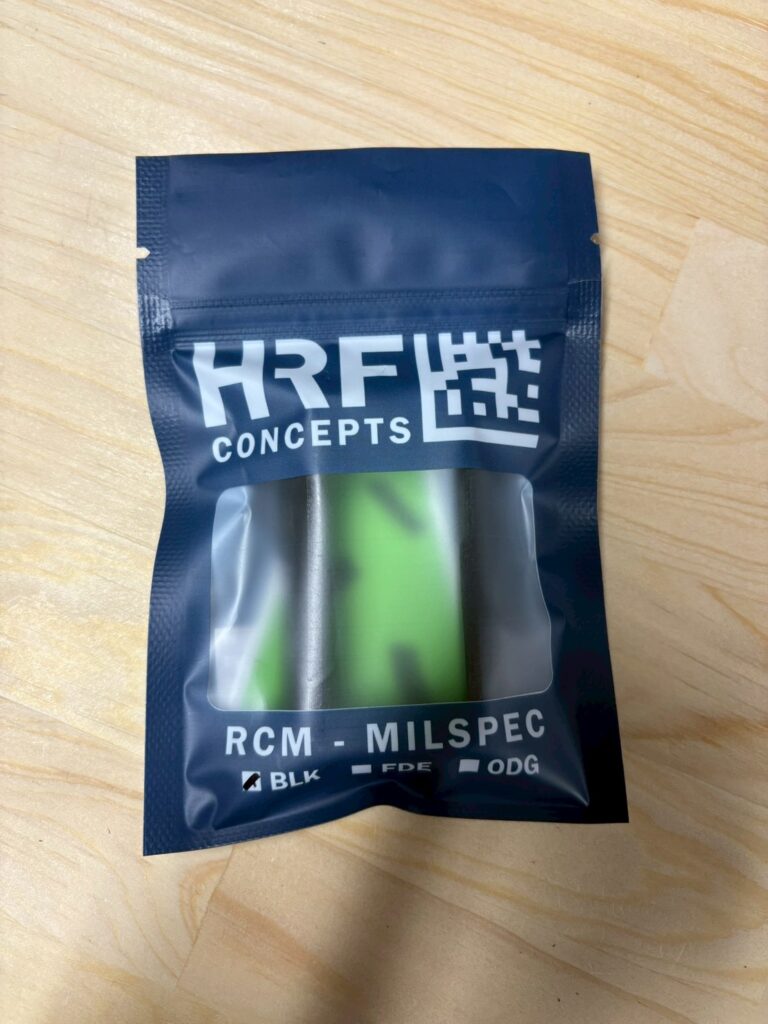 HRF
CONCEPTS
RCM - MILSPEC
BLK FDE ODG